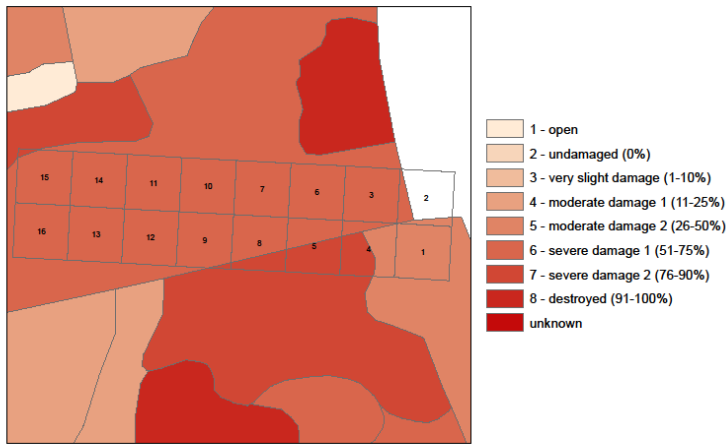 15 14 11 10 7 6 3 2
16 13 12 9 8 5 4 1
1 - open
2 - undamaged (0%)
3 - very slight damage (1-10%)
4 - moderate damage 1 (11-25%)
5 - moderate damage 2 (26-50%)
6 - severe damage 1 (51-75%)
7 - severe damage 2 (76-90%)
8 - destroyed (91-100%)
unknown